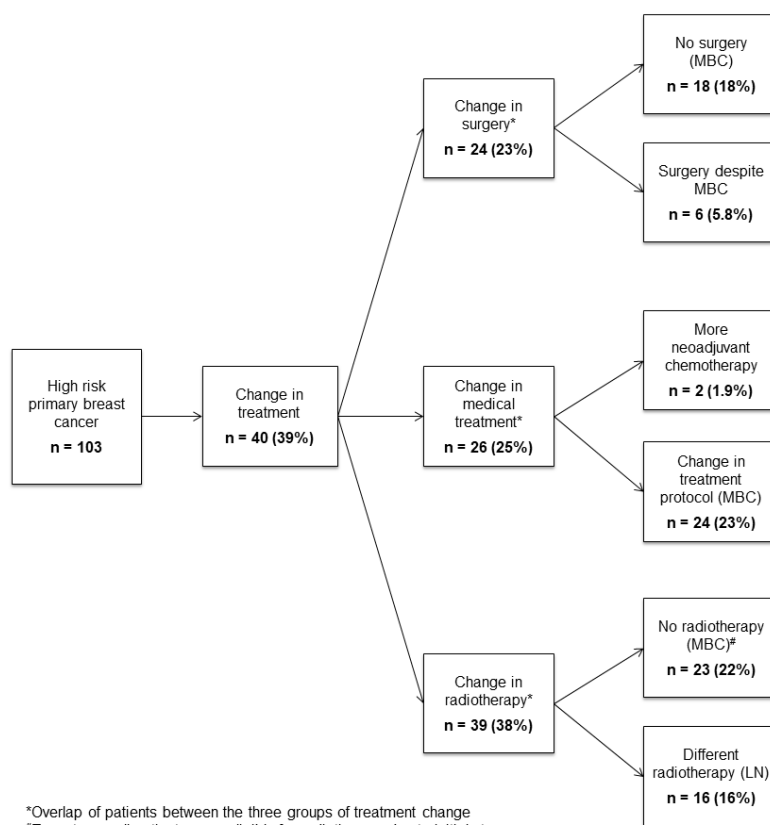 High risk
primary breast
cancer
n = 103
Change in
treatment
n = 40 (39%)
Change in
surgery*
n = 24 (23%)
No surgery
(MBC)
n = 18 (18%)
Surgery despite
MBC
n = 6 (5.8%)
Change in
medical
treatment*
n = 26 (25%)
More
neoadjuvant
chemotherapy
n = 2 (1.9%)
Change in
treatment
protocol (MBC)
n = 24 (23%)
Change in
radiotherapy*
n = 39 (38%)
No radiotherapy
(MBC)#
n = 23 (22%)
Different
radiotherapy (LN)
n = 16 (16%)
*Overlap of patients between the three groups of treatment change